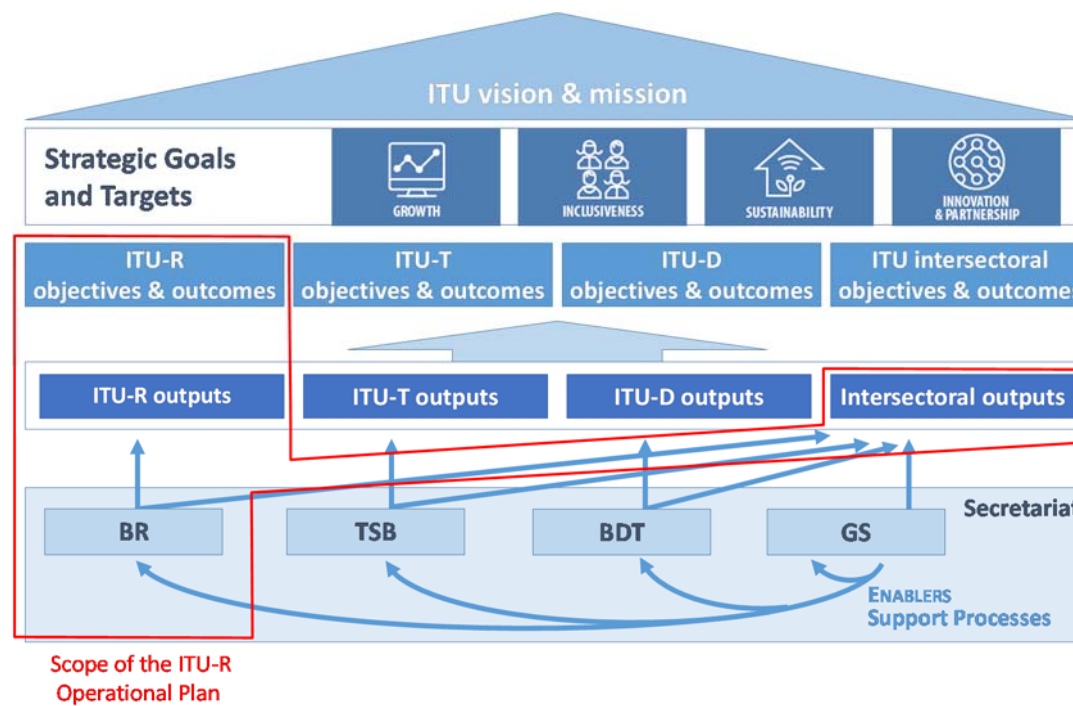 ITU vision & mission
Strategic Goals
and Targets
GROWTH
INCLUSIVENESS
SUSTAINABILITY
INNOVATION
& PARTNERSHIP
ITU-R
objectives & outcomes
ITU-T
objectives & outcomes
ITU-D
objectives & outcomes
ITU intersectoral
objectives & outcomes
ITU-R outputs
ITU-T outputs
ITU-D outputs
Intersectoral outputs
Secretariat
BR
TSB
BDT
GS
ENABLERS
Support Processes
Scope of the ITU-R
Operational Plan